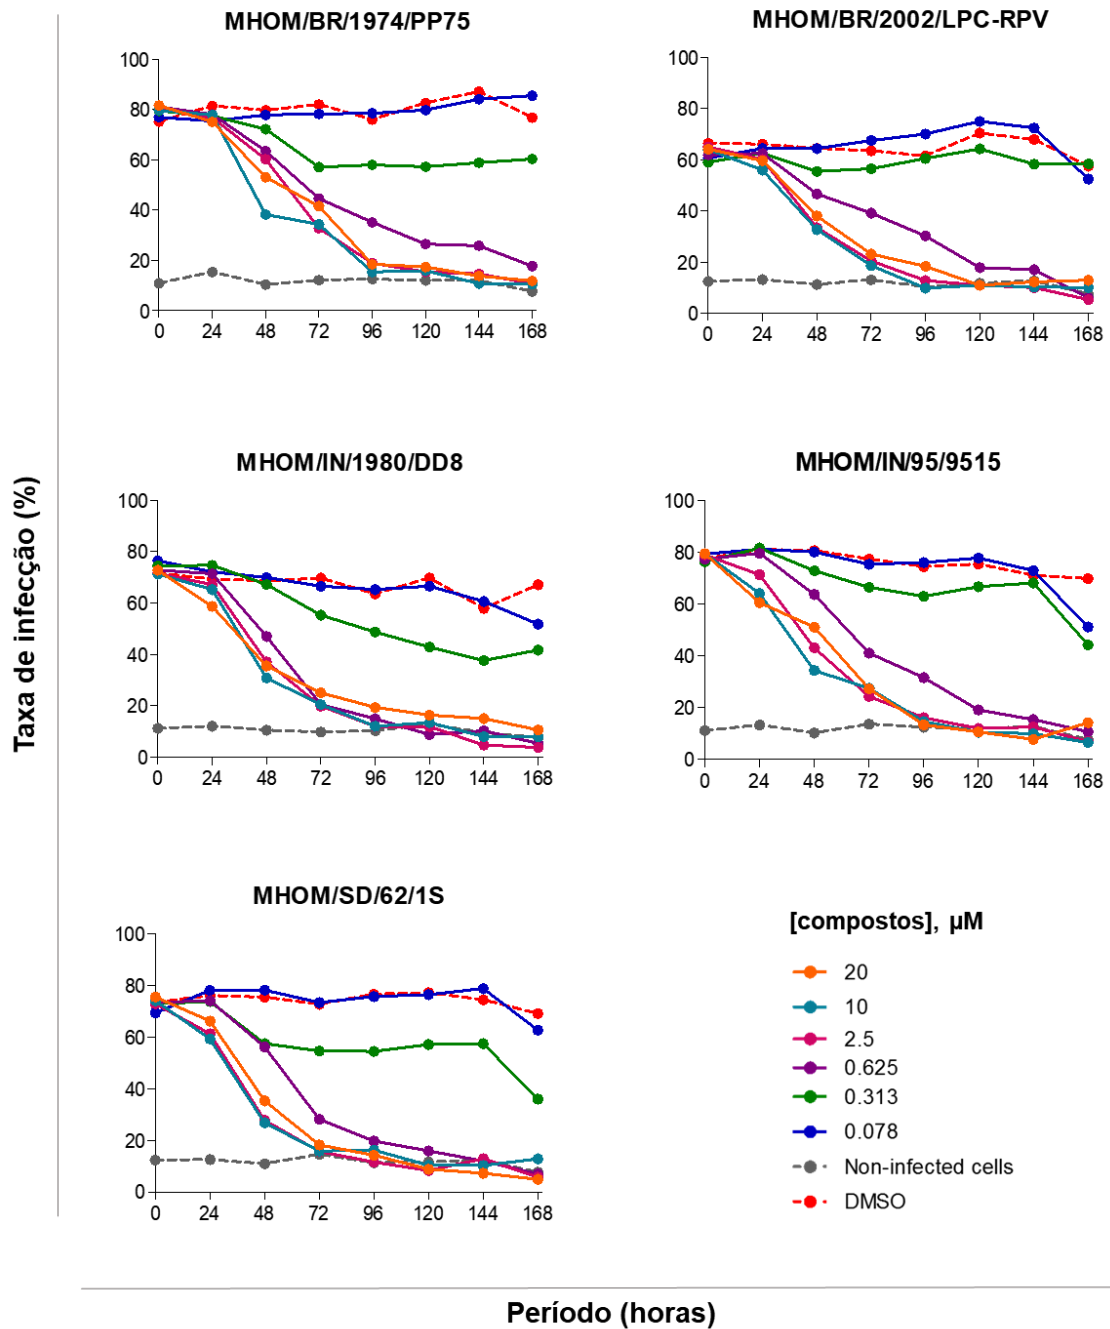 MHOM/BR/1974/PP75
100
80
60
40
20
0
0 24 48 72 96 120 144 168
MHOM/BR/2002/LPC-RPV
100
80
60
40
20
0
0 24 48 72 96 120 144 168
Taxa de infecção (%)
MHOM/IN/1980/DD8
100
80
60
40
20
0
0 24 48 72 96 120 144 168
MHOM/IN/95/9515
100
80
60
40
20
0
0 24 48 72 96 120 144 168
MHOM/SD/62/1S
100
80
60
40
20
0
0 24 48 72 96 120 144 168
[compostos], µM
20
10
2.5
0.625
0.313
0.078
Non-infected cells
DMSO
Período (horas)